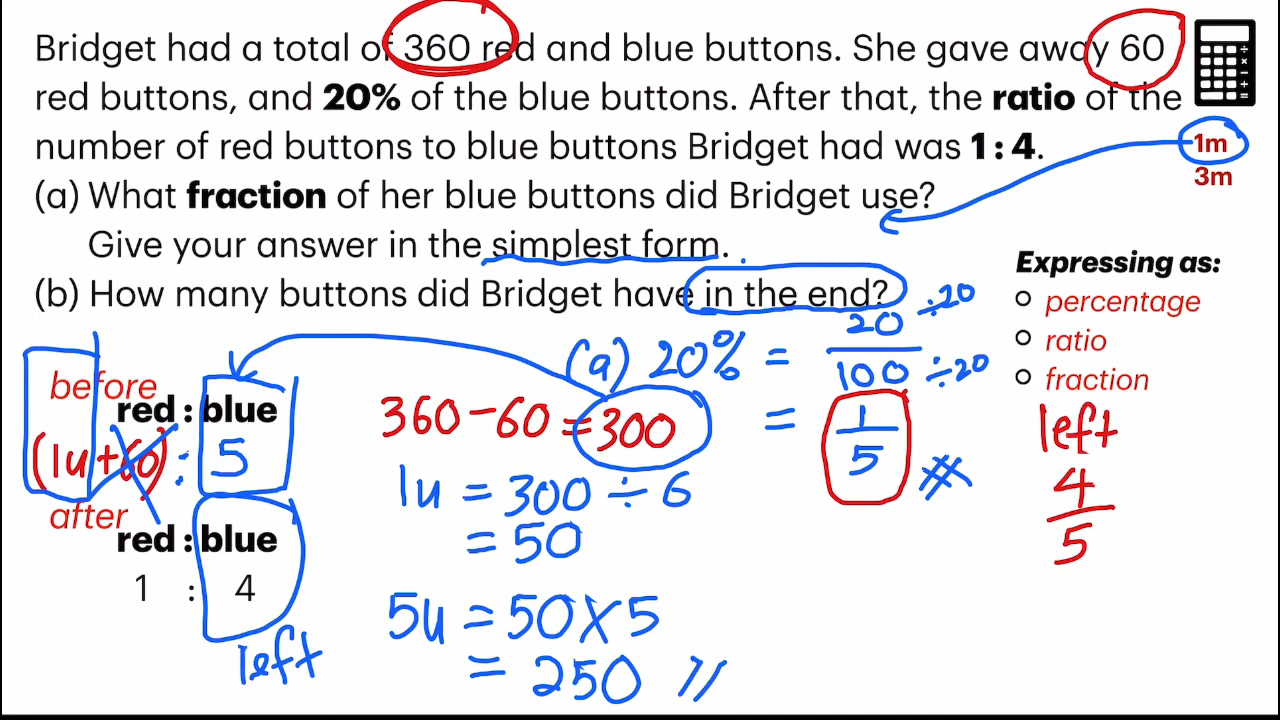 Bridget had a total of 360 red and blue buttons. She gave away 60
red buttons, and 20% of the blue buttons. After that, the ratio of the
number of red buttons to blue buttons Bridget had was 1 : 4.
1m
3m
(a) What fraction of her blue buttons did Bridget use?
Give your answer in the simplest form.
(b) How many buttons did Bridget have in the end?
Expressing as:
percentage
ratio
fraction
before
red : blue
(1u+60) : 5
after
red : blue
1 : 4
left
360-60 = 300
1u = 300 ÷ 6
= 50
5u = 50 X 5
= 250 //
(a) 20% = 20 ÷20
100 ÷20
= 1
5
left
4
5